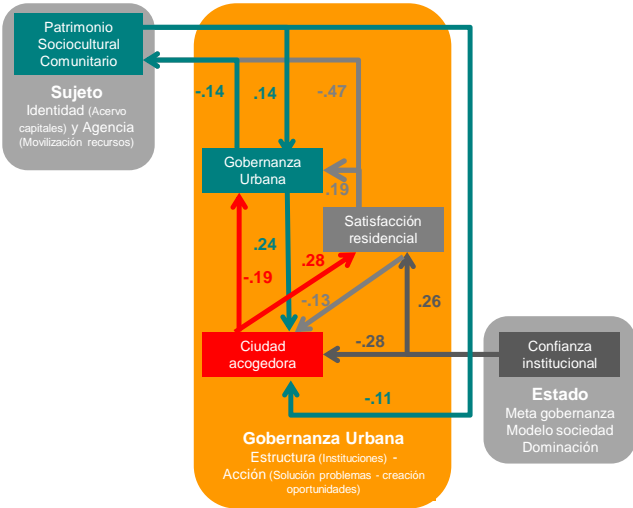 Patrimonio
Sociocultural
Comunitario
Sujeto
Identidad (Acervo
capitales) y Agencia
(Movilización recursos)
-.14
.14
-.47
Gobernanza
Urbana
.19
Satisfacción
residencial
.24
.28
-.19
-.13
.26
Ciudad
acogedora
-.28
Confianza
institucional
-.11
Estado
Meta gobernanza
Modelo sociedad
Dominación
Gobernanza Urbana
Estructura (Instituciones) -
Acción (Solución problemas - creación
oportunidades)